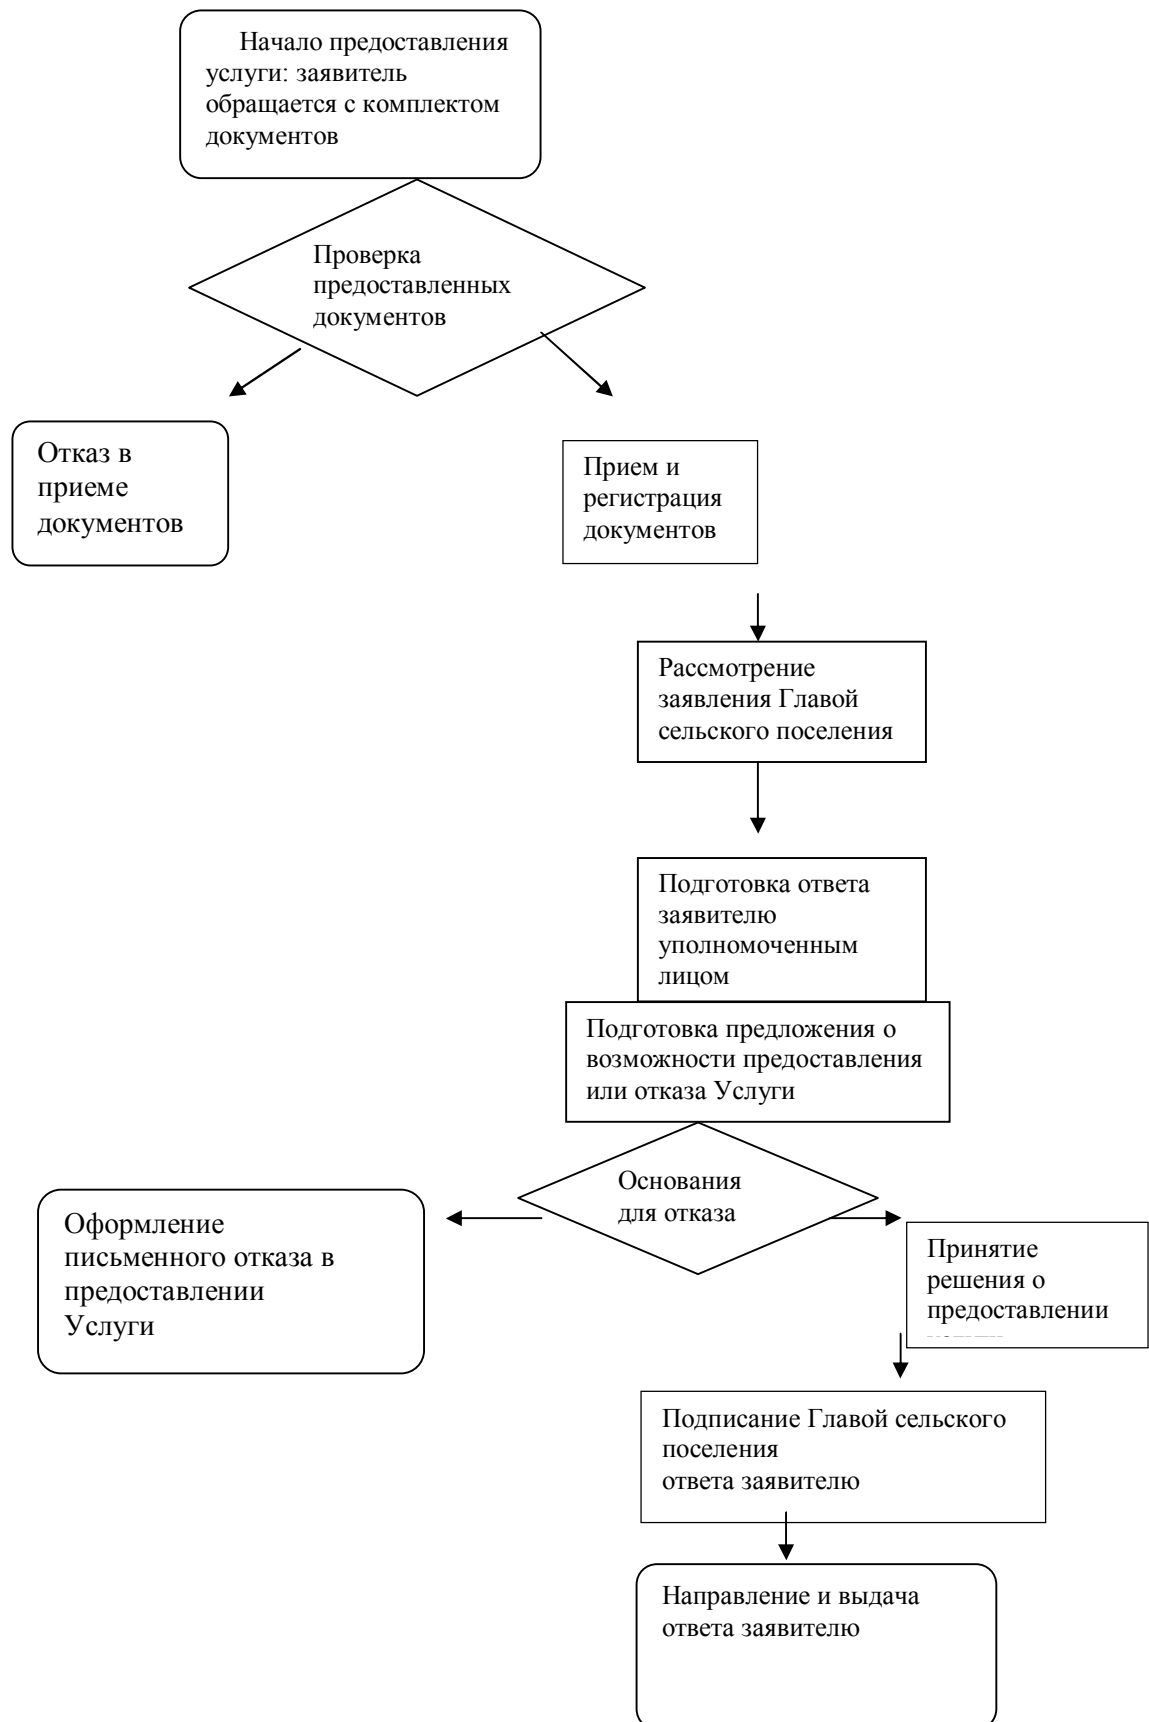 Начало предоставления
услуги: заявитель
обращается с комплектом
документов
Проверка
предоставленных
документов
Отказ в
приеме
документов
Прием и
регистрация
документов
Рассмотрение
заявления Главой
сельского поселения
Подготовка ответа
заявителю
уполномоченным
лицом
Подготовка предложения о
возможности предоставления
или отказа Услуги
Основания
для отказа
Оформление
письменного отказа в
предоставлении
Услуги
Принятие
решения о
предоставлении
Подписание Главой сельского
поселения
ответа заявителю
Направление и выдача
ответа заявителю